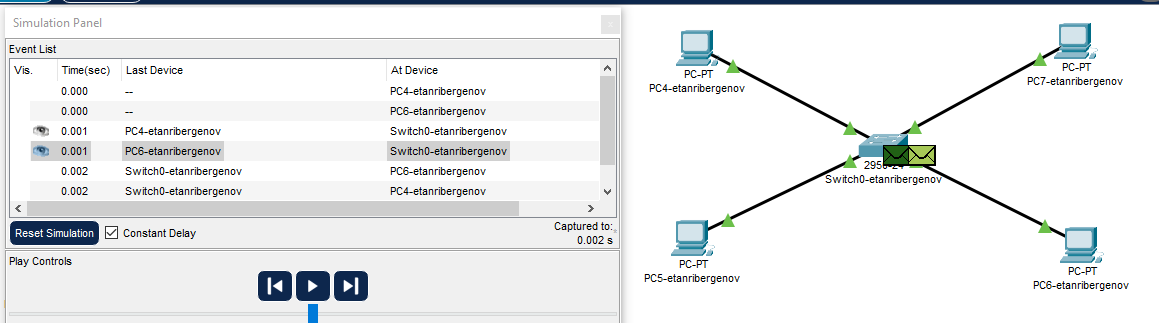 Simulation Panel
x
Event List
Vis. Time(sec) Last Device At Device
0.000 -- PC4-etanribergenov
0.000 -- PC6-etanribergenov
0.001 PC4-etanribergenov Switch0-etanribergenov
0.001 PC6-etanribergenov Switch0-etanribergenov
0.002 Switch0-etanribergenov PC6-etanribergenov
0.002 Switch0-etanribergenov PC4-etanribergenov
Reset Simulation Constant Delay
Captured to:
0.002 s
Play Controls
PC-PT
PC4-etanribergenov
PC-PT
PC7-etanribergenov
Switch0-etanribergenov
PC-PT
PC5-etanribergenov
PC-PT
PC6-etanribergenov